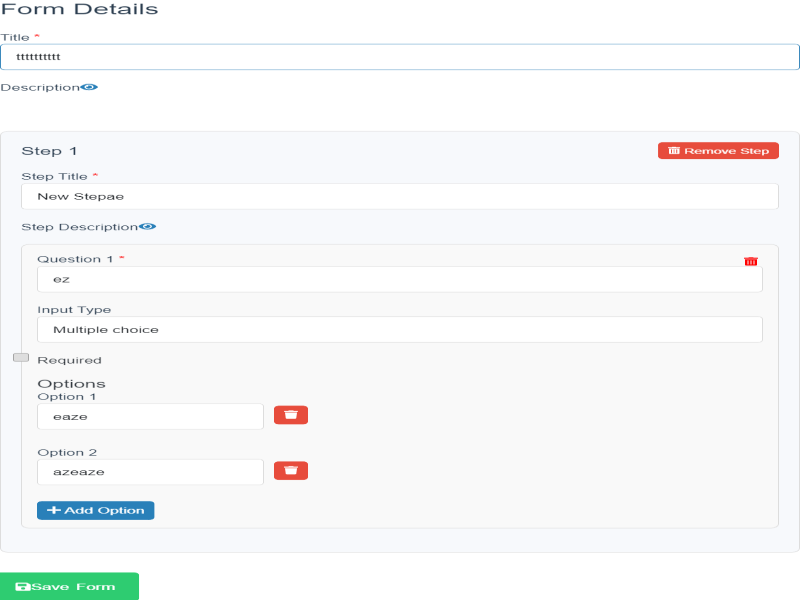 Form Details
Title *
tttttttttt
Description
Step 1
Remove Step
Step Title *
New Stepae
Step Description
Question 1 *
ez
Input Type
Multiple choice
Required
Options
Option 1
eaze
Option 2
azeaze
Add Option
Save Form